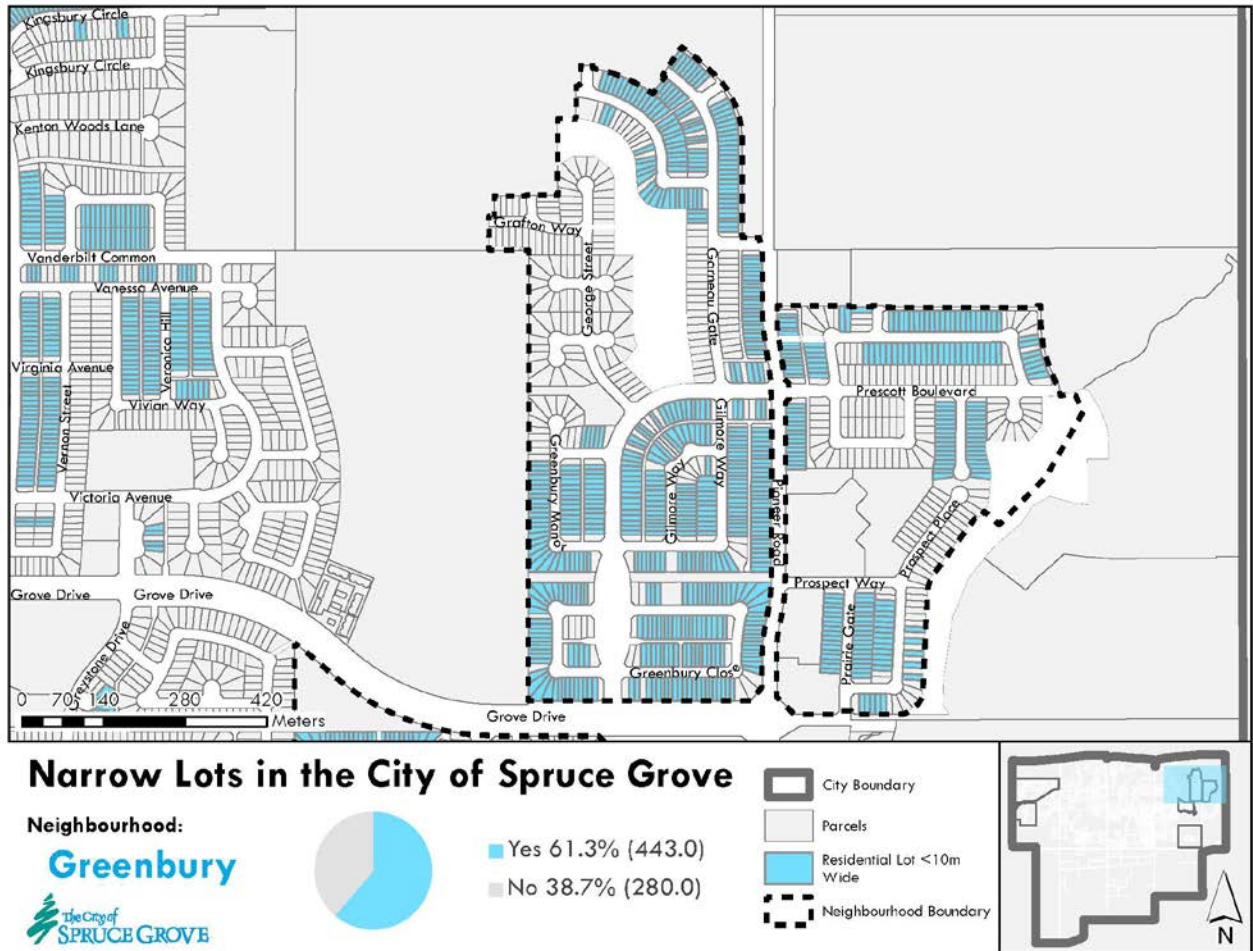 Kingsbury Circle
Kingsbury Circle
Kenton Woods Lane
Grafton Way
George Street
Garneau Gate
Vanderbilt Common
Vanessa Avenue
Veronica Hill
Virginia Avenue
Vivian Way
Vernon Street
Victoria Avenue
Prescott Boulevard
Gilmore Way
Gilmore Way
Greenbury Manor
Pioneer Road
Prospect Place
Prospect Way
Prairie Gate
Grove Drive
Grove Drive
Greystone Drive
Greenbury Close
Grove Drive
0 70 140 280 420
Meters
Narrow Lots in the City of Spruce Grove
Neighbourhood:
Greenbury
The City of
SPRUCE GROVE
Yes 61.3% (443.0)
No 38.7% (280.0)
City Boundary
Parcels
Residential Lot <10m
Wide
Neighbourhood Boundary
N